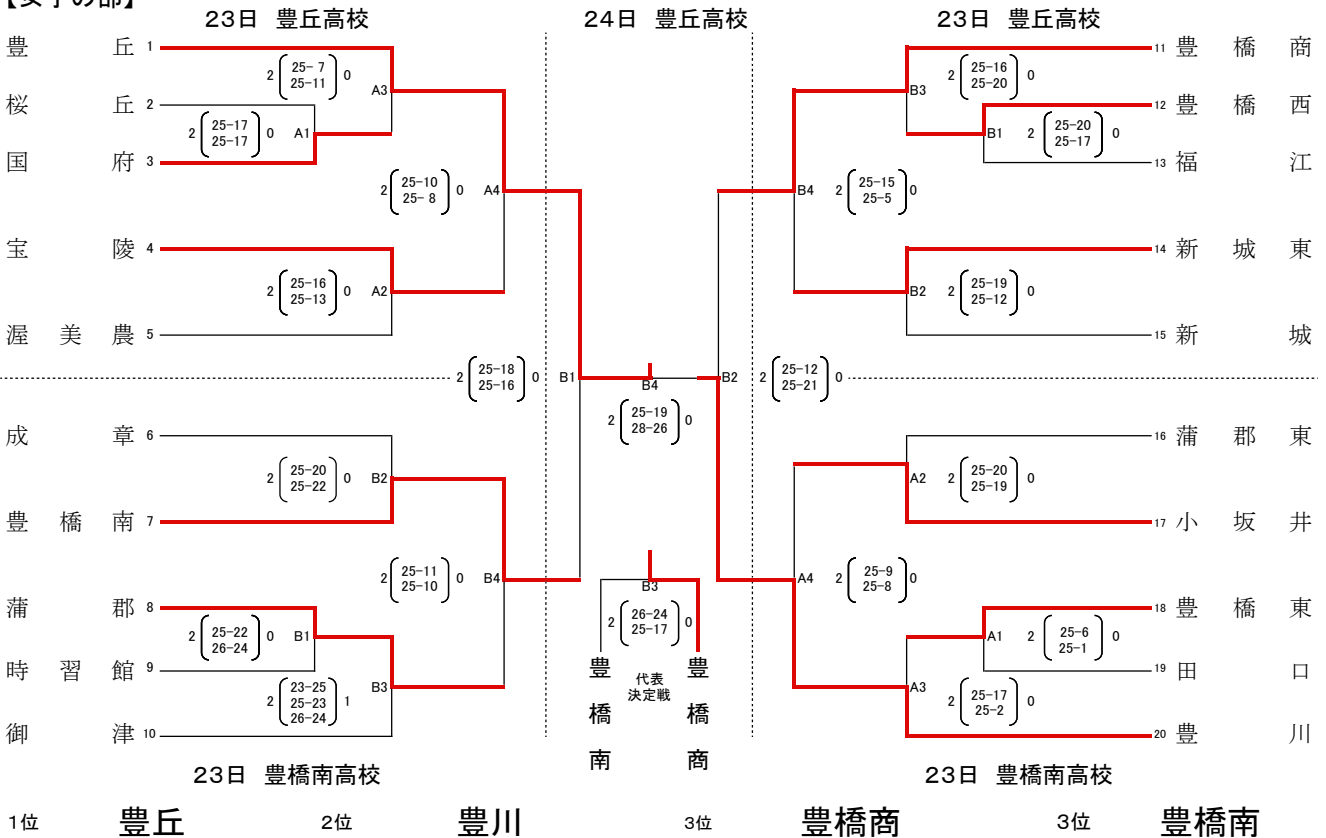 23日 豊丘高校
24日 豊丘高校
23日 豊丘高校
豊丘 1
桜丘 2
国府 3
宝陵 4
渥美農 5
成章 6
豊橋南 7
蒲郡 8
時習館 9
御津 10
11 豊橋商
12 豊橋西
13 福江
14 新城東
15 新城
16 蒲郡東
17 小坂井
18 豊橋東
19 田口
20 豊川
2 25-7 0 A3
25-11
2 25-17 0 A1
25-17
2 25-10 0 A4
25-8
2 25-16 0 A2
25-13
2 25-18 0 B1
25-16
2 25-20 0 B2
25-22
2 25-11 0 B4
25-10
2 25-22 0 B1
26-24
2 23-25 1 B3
25-23
26-24
B4
2 25-19 0
28-26
B3
2 26-24 0
25-17
豊橋南
代表
決定戦
豊橋商
B3 2 25-16 0
25-20
B1 2 25-20 0
25-17
B4 2 25-15 0
25-5
B2 2 25-19 0
25-12
B2 2 25-12 0
25-21
A2 2 25-20 0
25-19
A4 2 25-9 0
25-8
A1 2 25-6 0
25-1
A3 2 25-17 0
25-2
23日 豊橋南高校
23日 豊橋南高校
1位 豊丘 2位 豊川 3位 豊橋商 3位 豊橋南